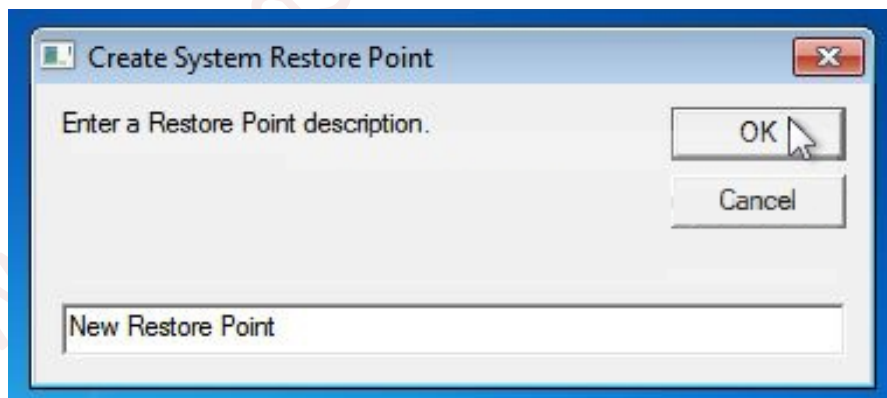 Create System Restore Point
Enter a Restore Point description.
OK
Cancel
New Restore Point